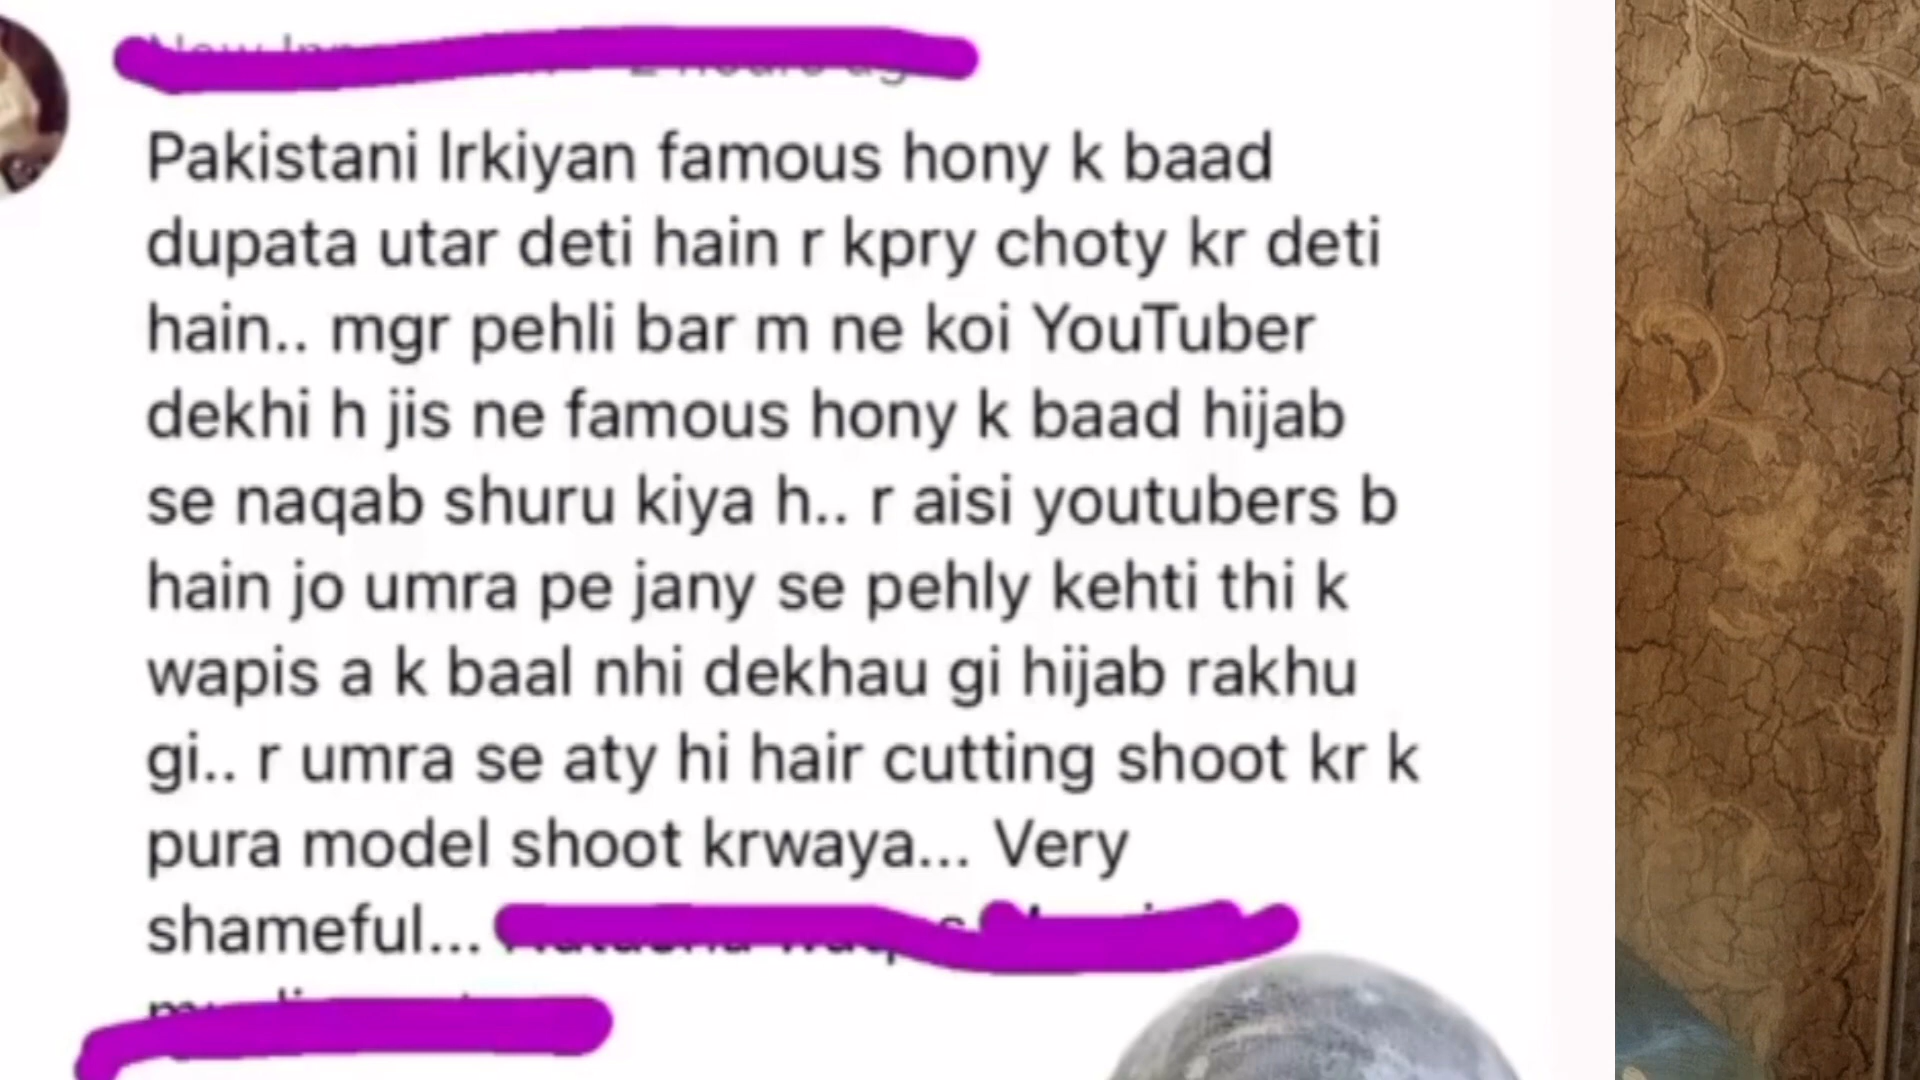 Pakistani lrkiyan famous hony k baad
dupata utar deti hain r kpry choty kr deti
hain.. mgr pehli bar m ne koi YouTuber
dekhi h jis ne famous hony k baad hijab
se naqab shuru kiya h.. r aisi youtubers b
hain jo umra pe jany se pehly kehti thi k
wapis a k baal nhi dekhau gi hijab rakhu
gi.. r umra se aty hi hair cutting shoot kr k
pura model shoot krwaya... Very
shameful...